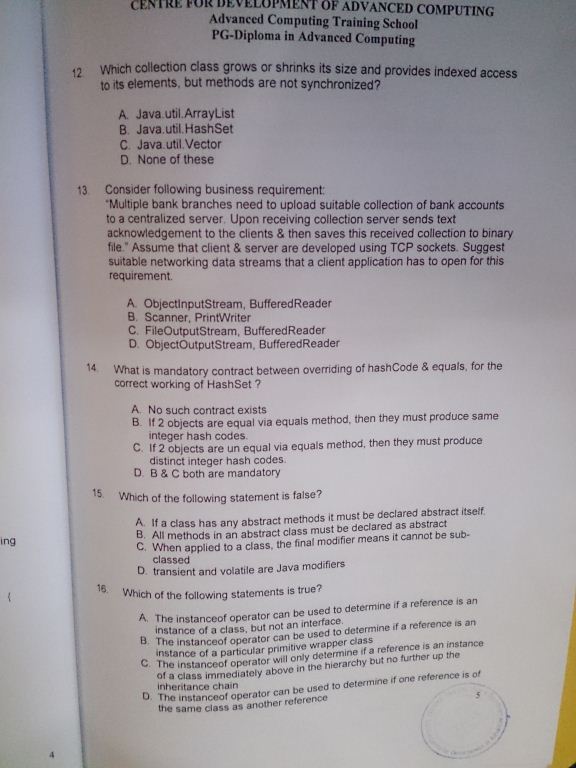 CENTRE FOR DEVELOPMENT OF ADVANCED COMPUTING
Advanced Computing Training School
PG-Diploma in Advanced Computing
12. Which collection class grows or shrinks its size and provides indexed access
to its elements, but methods are not synchronized?
A. Java.util.ArrayList
B. Java.util.HashSet
C. Java.util.Vector
D. None of these
13. Consider following business requirement:
"Multiple bank branches need to upload suitable collection of bank accounts
to a centralized server. Upon receiving collection server sends text
acknowledgement to the clients & then saves this received collection to binary
file." Assume that client & server are developed using TCP sockets. Suggest
suitable networking data streams that a client application has to open for this
requirement.
A. ObjectInputStream, BufferedReader
B. Scanner, PrintWriter
C. FileOutputStream, BufferedReader
D. ObjectOutputStream, BufferedReader
14. What is mandatory contract between overriding of hashCode & equals, for the
correct working of HashSet ?
A. No such contract exists
B. If 2 objects are equal via equals method, then they must produce same
integer hash codes.
C. If 2 objects are un equal via equals method, then they must produce
distinct integer hash codes.
D. B & C both are mandatory
15. Which of the following statement is false?
A. If a class has any abstract methods it must be declared abstract itself.
B. All methods in an abstract class must be declared as abstract
C. When applied to a class, the final modifier means it cannot be sub-
classed
D. transient and volatile are Java modifiers
16. Which of the following statements is true?
A. The instanceof operator can be used to determine if a reference is an
instance of a class, but not an interface.
B. The instanceof operator can be used to determine if a reference is an
instance of a particular primitive wrapper class
C. The instanceof operator will only determine if a reference is an instance
of a class immediately above in the hierarchy but no further up the
inheritance chain
D. The instanceof operator can be used to determine if one reference is of
the same class as another reference
5
ing
{
4